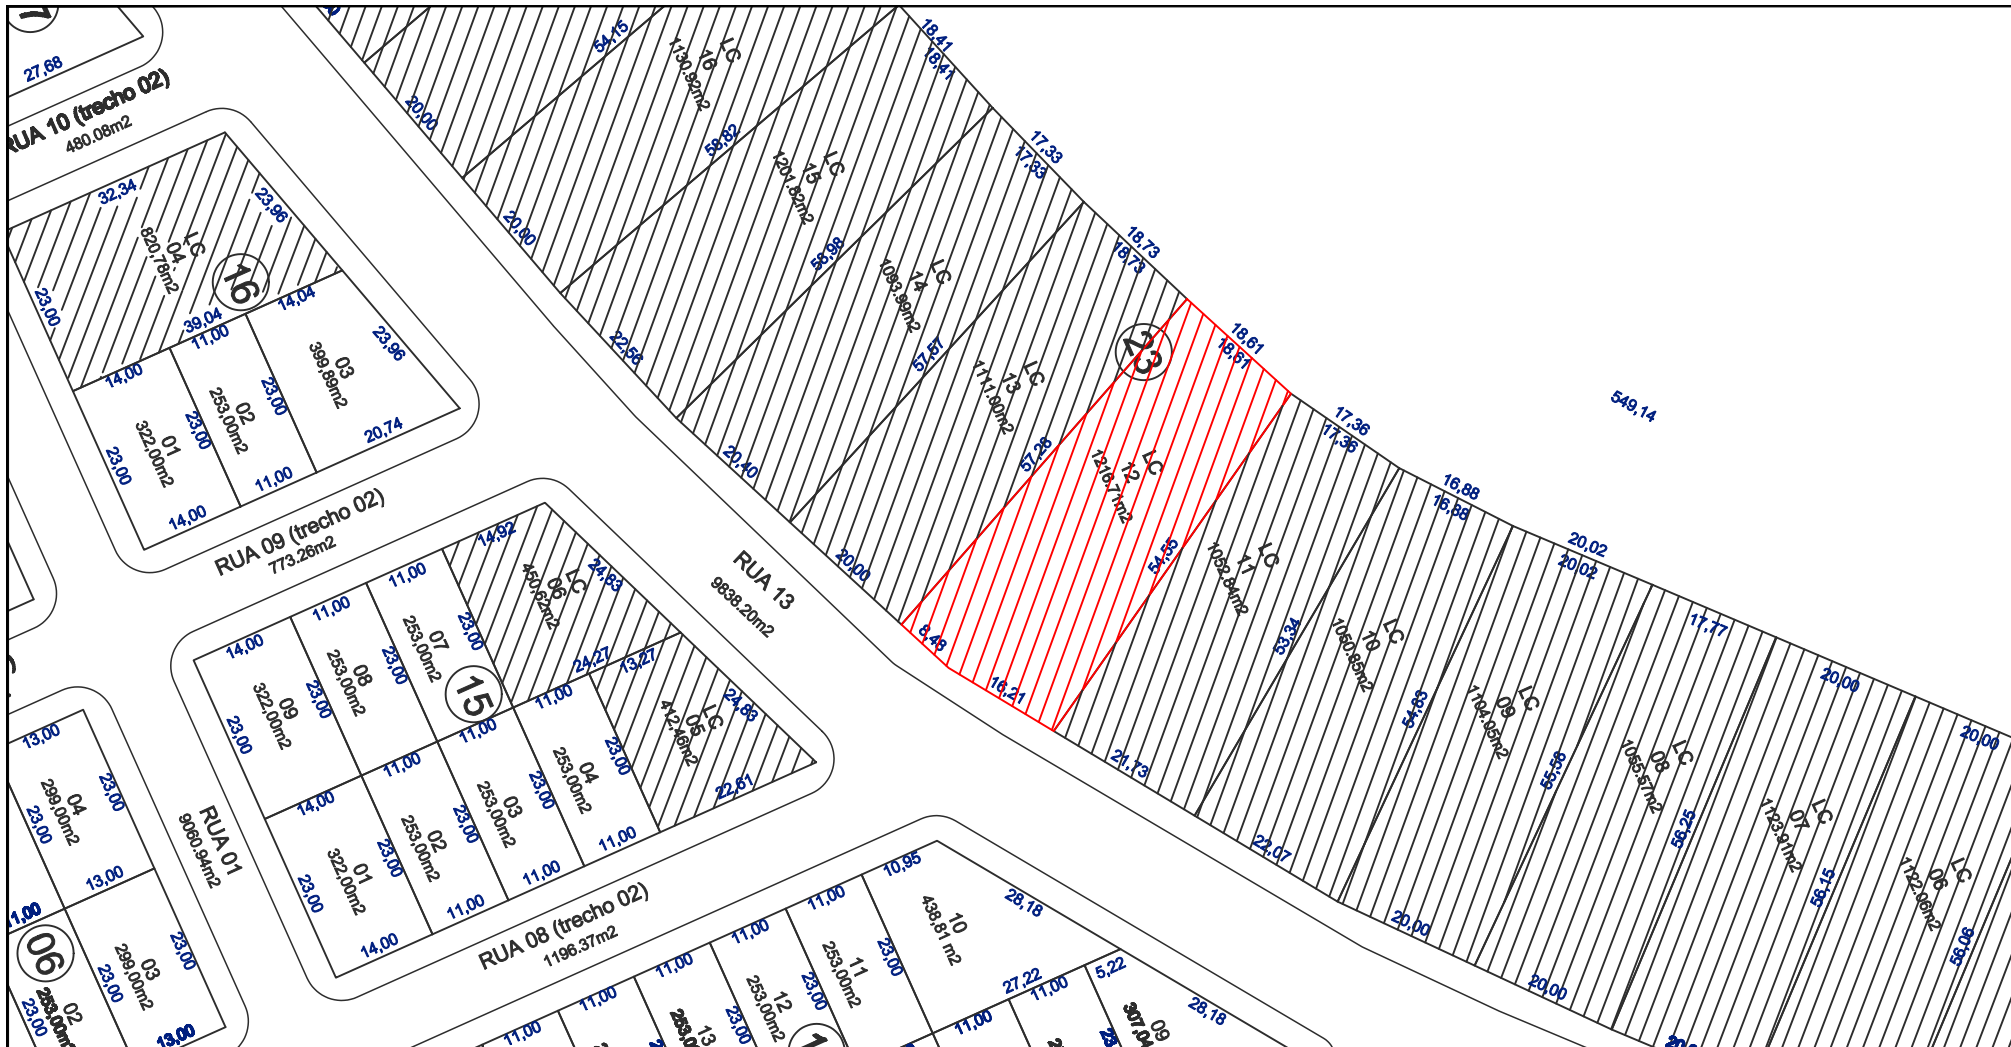 27,68
RUA 10 (trecho 02)
480.08m2
32,34
23,96
LC
04
820,78m2
16
23,00
39,04
14,04
11,00
14,00
23,96
03
399,89m2
23,00
02
253,00m2
23,00
01
322,00m2
23,00
20,74
11,00
14,00
RUA 09 (trecho 02)
773.26m2
54,15
LC
16
1130.92m2
18,41
18,41
20,00
58,82
LC
15
1201.82m2
17,33
17,33
20,00
58,98
LC
14
1093.99m2
18,73
18,73
22,56
57,57
LC
13
1111.00m2
23
18,61
18,61
20,40
57,28
LC
12
1216.71m2
17,36
17,36
549,14
20,00
8,48
16,21
54,55
LC
11
1052.84m2
16,88
16,88
21,73
53,34
LC
10
1050.85m2
20,02
20,02
22,07
54,83
LC
09
1104.05m2
17,77
20,00
55,58
LC
08
1055.57m2
20,00
20,00
56,25
LC
07
1123.91m2
20,00
56,15
LC
06
1122.06m2
56,06
RUA 13
9838.20m2
14,92
24,83
LC
06
450,62m2
11,00
11,00
14,00
23,00
07
253,00m2
23,00
08
253,00m2
23,00
09
322,00m2
23,00
15
24,27
13,27
11,00
11,00
11,00
14,00
24,83
LC
05
412,46m2
23,00
04
253,00m2
23,00
03
253,00m2
23,00
02
253,00m2
23,00
01
322,00m2
23,00
22,61
11,00
11,00
11,00
14,00
RUA 01
9060.94m2
RUA 08 (trecho 02)
1196.37m2
13,00
04
299,00m2
23,00
23,00
13,00
06
03
299,00m2
23,00
23,00
02
253,00m2
23,00
13,00
10,95
28,18
10
438,81 m2
11,00
23,00
11
253,00m2
11,00
23,00
12
253,00m2
11,00
23,00
13
11,00
11,00
27,22
5,22
11,00
11,00
28,18
09
307,04